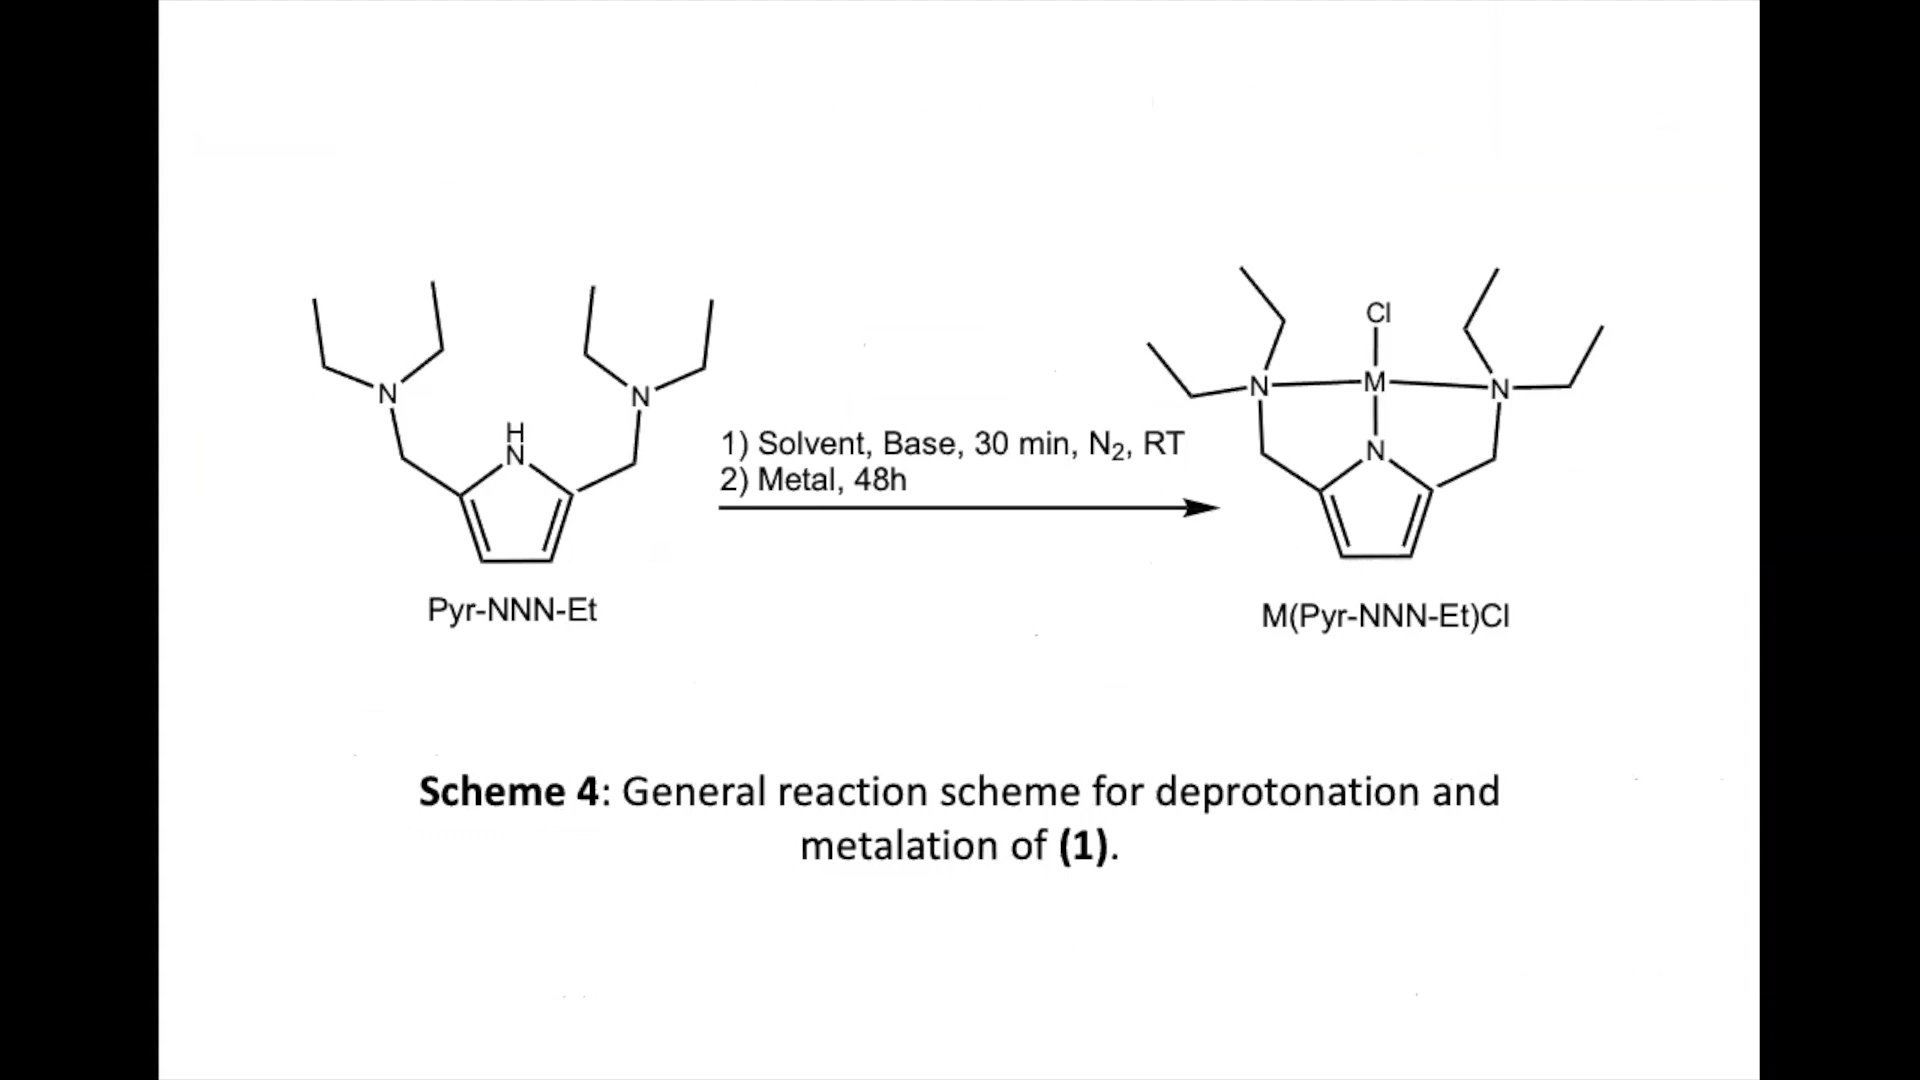 N
N
H
N
Pyr-NNN-Et
1) Solvent, Base, 30 min, N₂, RT
2) Metal, 48h
Cl
N
M
N
N
M(Pyr-NNN-Et)Cl
Scheme 4: General reaction scheme for deprotonation and
metalation of (1).